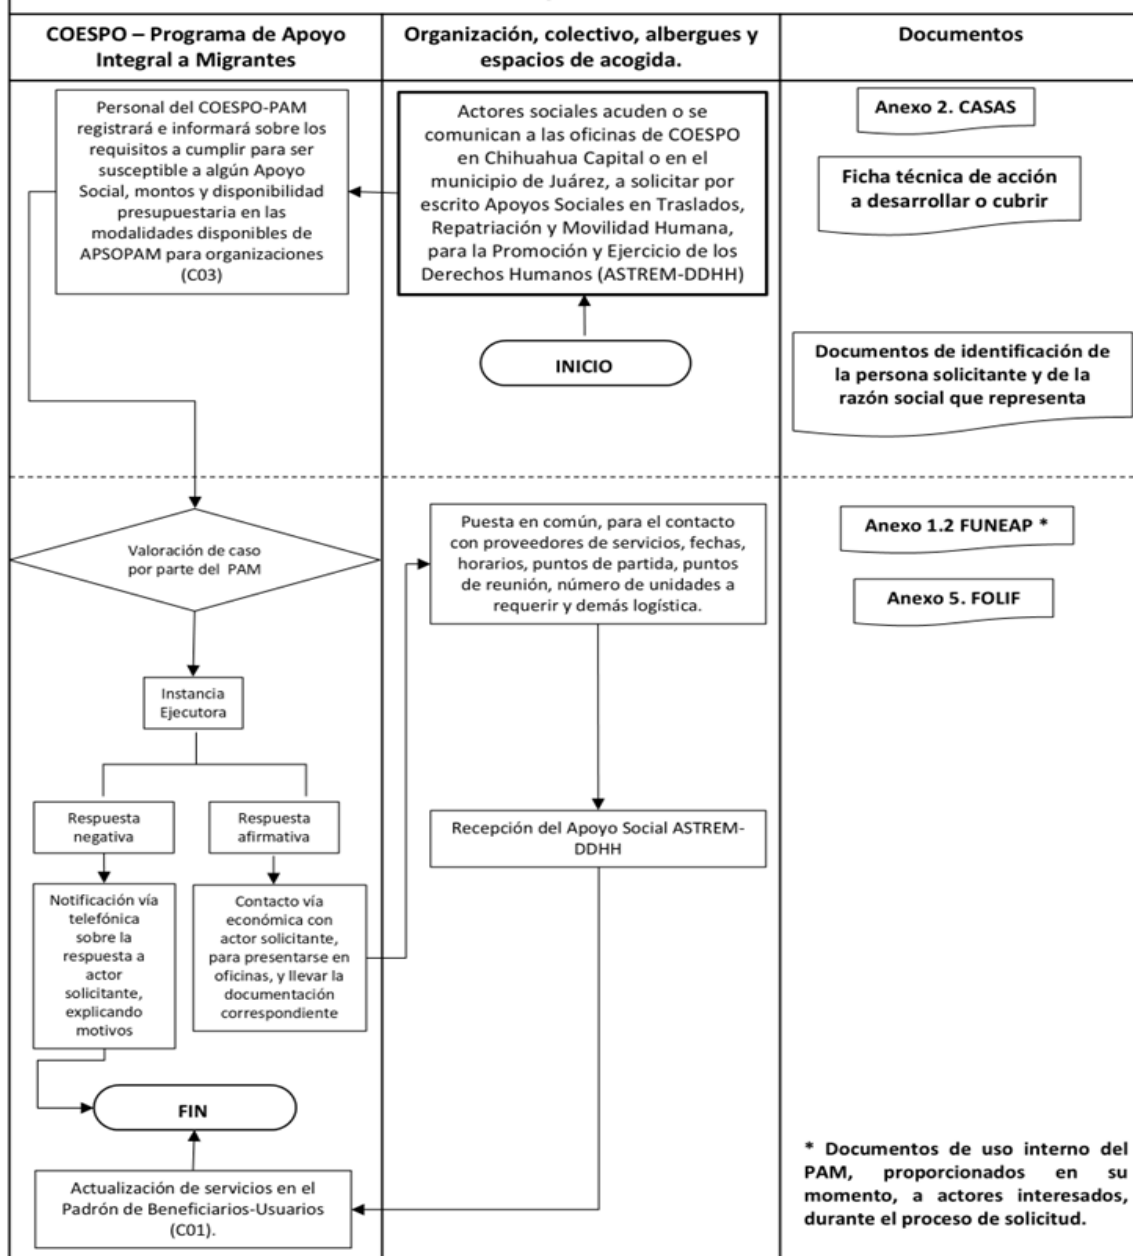 COESPO – Programa de Apoyo
Integral a Migrantes
Organización, colectivo, albergues y
espacios de acogida.
Documentos
Personal del COESPO-PAM
registrará e informará sobre los
requisitos a cumplir para ser
susceptible a algún Apoyo
Social, montos y disponibilidad
presupuestaria en las
modalidades disponibles de
APSOPAM para organizaciones
(C03)
Actores sociales acuden o se
comunican a las oficinas de COESPO
en Chihuahua Capital o en el
municipio de Juárez, a solicitar por
escrito Apoyos Sociales en Traslados,
Repatriación y Movilidad Humana,
para la Promoción y Ejercicio de los
Derechos Humanos (ASTREM-DDHH)
INICIO
Anexo 2. CASAS
Ficha técnica de acción
a desarrollar o cubrir
Documentos de identificación de
la persona solicitante y de la
razón social que representa
Valoración de caso
por parte del PAM
Puesta en común, para el contacto
con proveedores de servicios, fechas,
horarios, puntos de partida, puntos
de reunión, número de unidades a
requerir y demás logística.
Anexo 1.2 FUNEAP *
Anexo 5. FOLIF
Instancia
Ejecutora
Respuesta
negativa
Respuesta
afirmativa
Recepción del Apoyo Social ASTREM-
DDHH
Notificación vía
telefónica
sobre la
respuesta a
actor
solicitante,
explicando
motivos
Contacto vía
económica con
actor solicitante,
para presentarse en
oficinas, y llevar la
documentación
correspondiente
FIN
Actualización de servicios en el
Padrón de Beneficiarios-Usuarios
(C01).
* Documentos de uso interno del
PAM, proporcionados en su
momento, a actores interesados,
durante el proceso de solicitud.